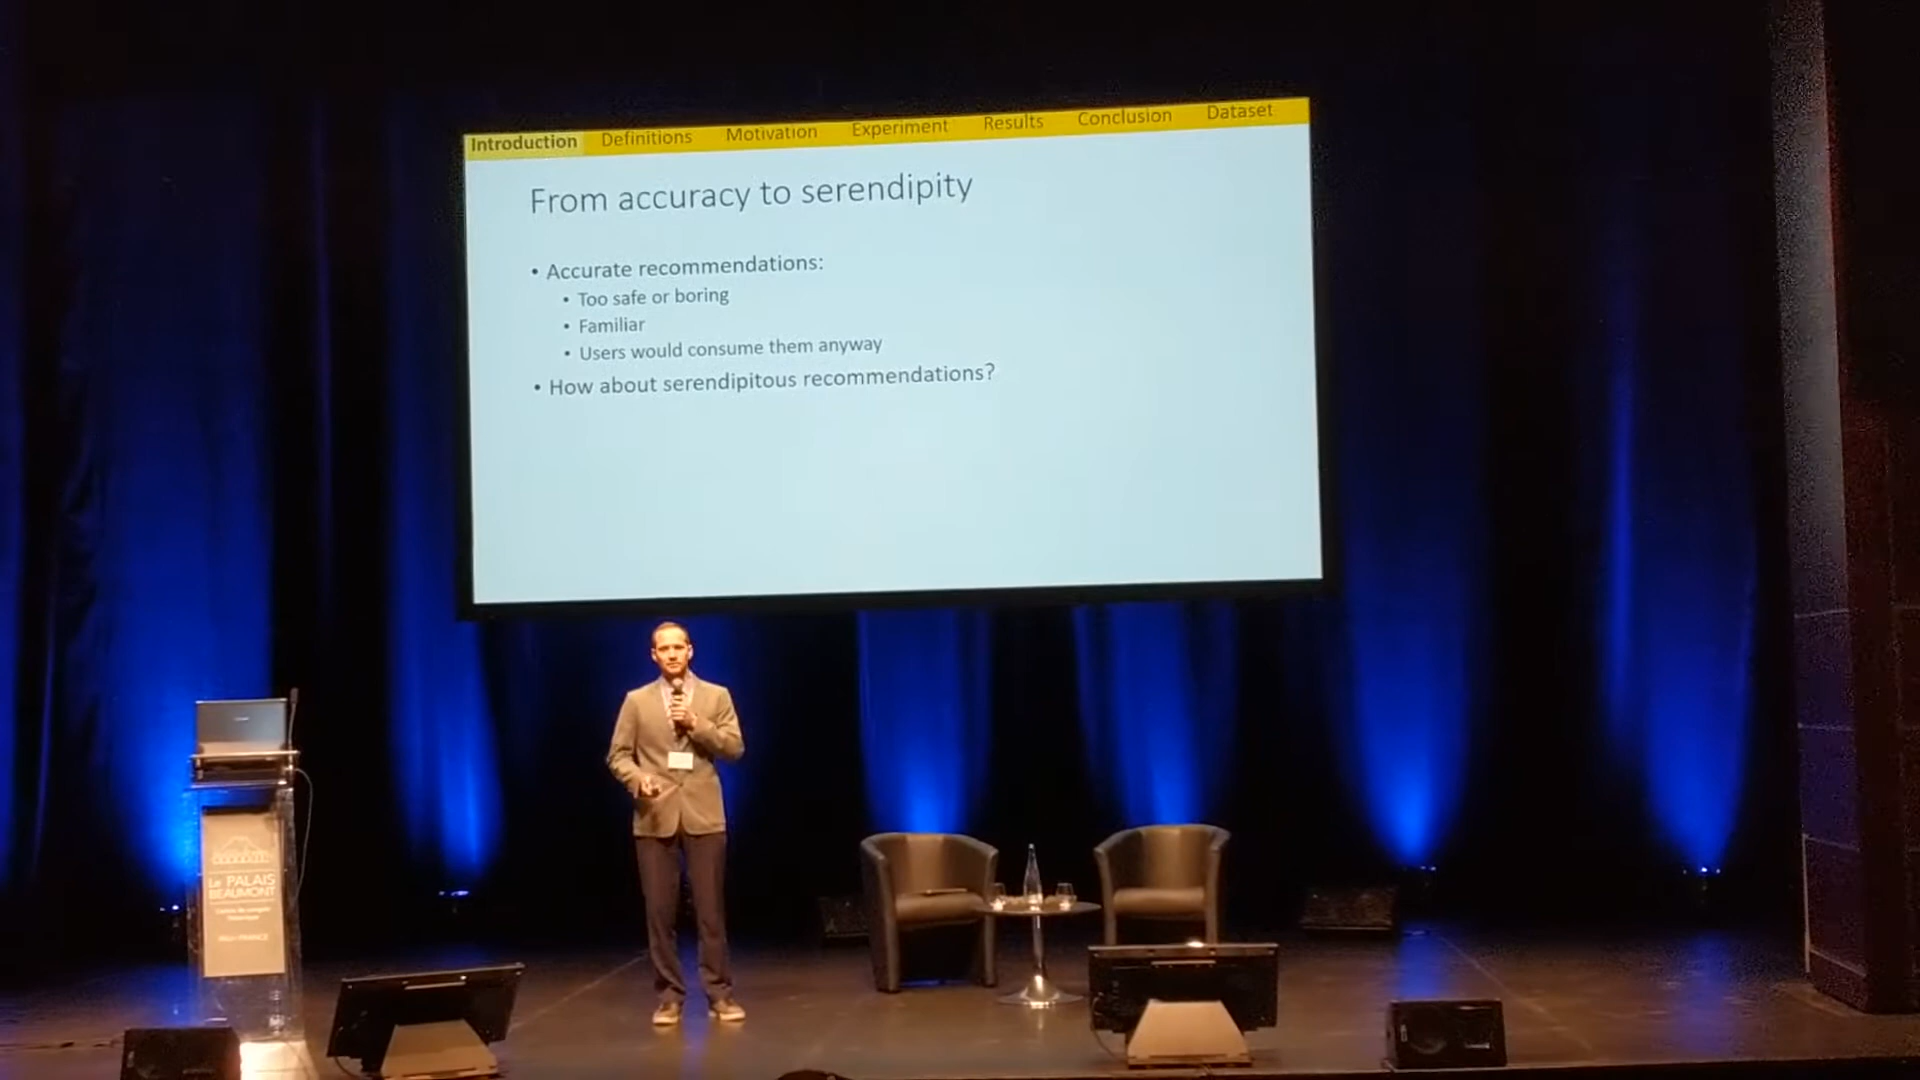 Introduction Definitions Motivation Experiment Results Conclusion Dataset
From accuracy to serendipity
• Accurate recommendations:
• Too safe or boring
• Familiar
• Users would consume them anyway
• How about serendipitous recommendations?
Le PALAIS
BEAUMONT